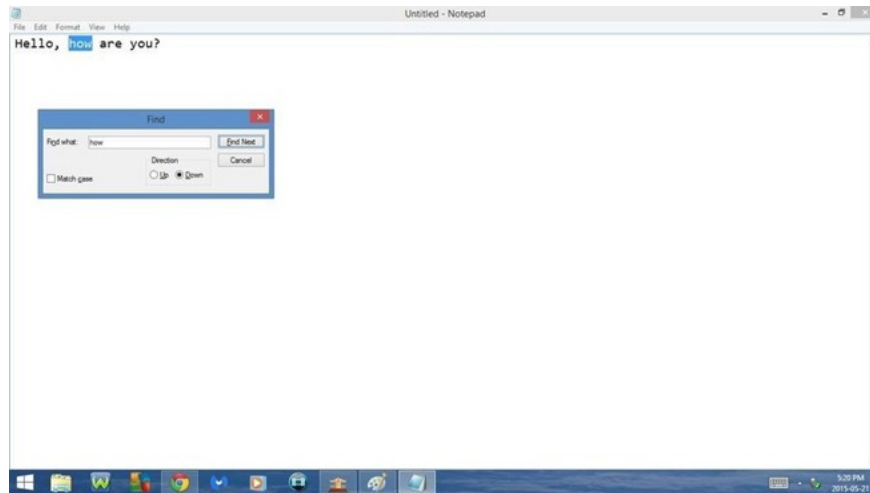 Untitled - Notepad
File Edit Format View Help
Hello, how are you?
Find
Find what: how
Find Next
Direction
Cancel
Match case
Up Down
5:20 PM
2015-05-21